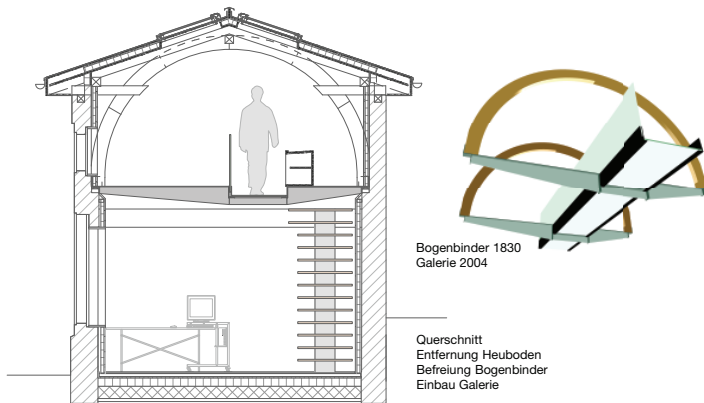 Bogenbinder 1830
Galerie 2004
Querschnitt
Entfernung Heuboden
Befreiung Bogenbinder
Einbau Galerie